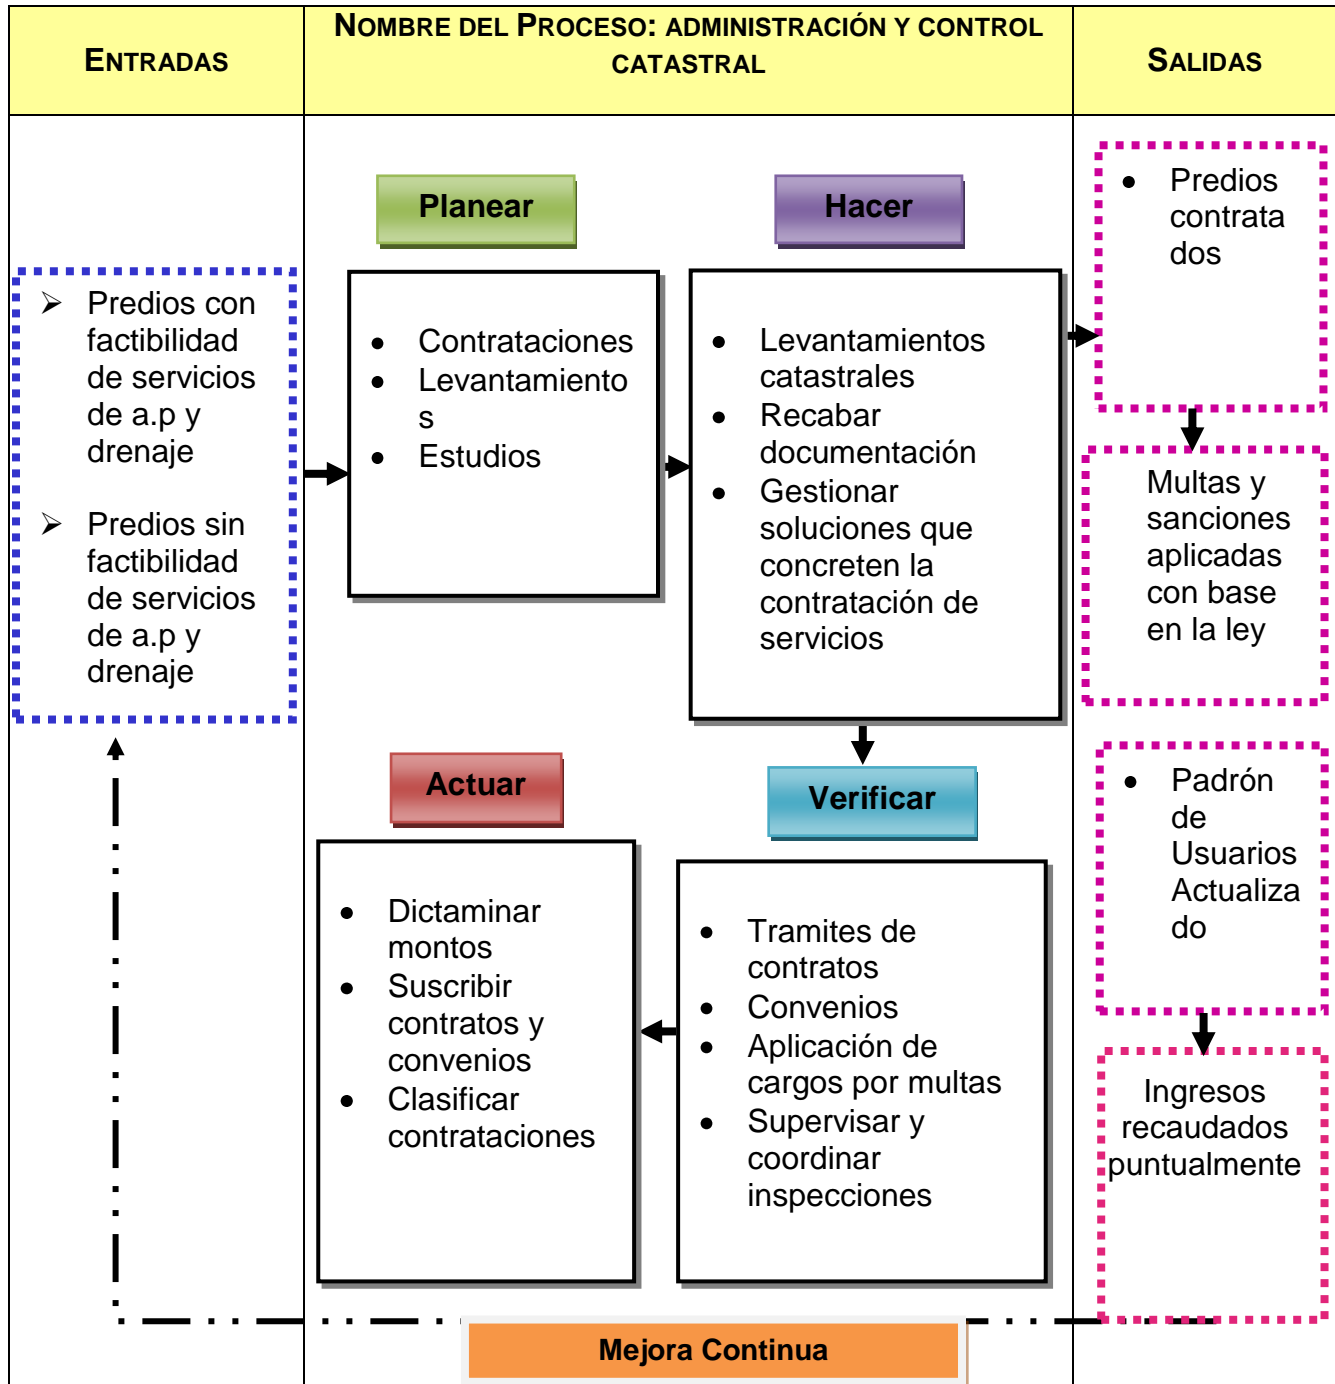 ENTRADAS
NOMBRE DEL PROCESO: ADMINISTRACIÓN Y CONTROL
CATASTRAL
SALIDAS
Planear
Hacer
➢ Predios con
factibilidad
de servicios
de a.p y
drenaje
➢ Predios sin
factibilidad
de servicios
de a.p y
drenaje
• Contrataciones
• Levantamiento
s
• Estudios
• Levantamientos
catastrales
• Recabar
documentación
• Gestionar
soluciones que
concreten la
contratación de
servicios
• Predios
contrata
dos
Multas y
sanciones
aplicadas
con base
en la ley
Actuar
Verificar
• Dictaminar
montos
• Suscribir
contratos y
convenios
• Clasificar
contrataciones
• Tramites de
contratos
• Convenios
• Aplicación de
cargos por multas
• Supervisar y
coordinar
inspecciones
• Padrón
de
Usuarios
Actualiza
do
Ingresos
recaudados
puntualmente
Mejora Continua